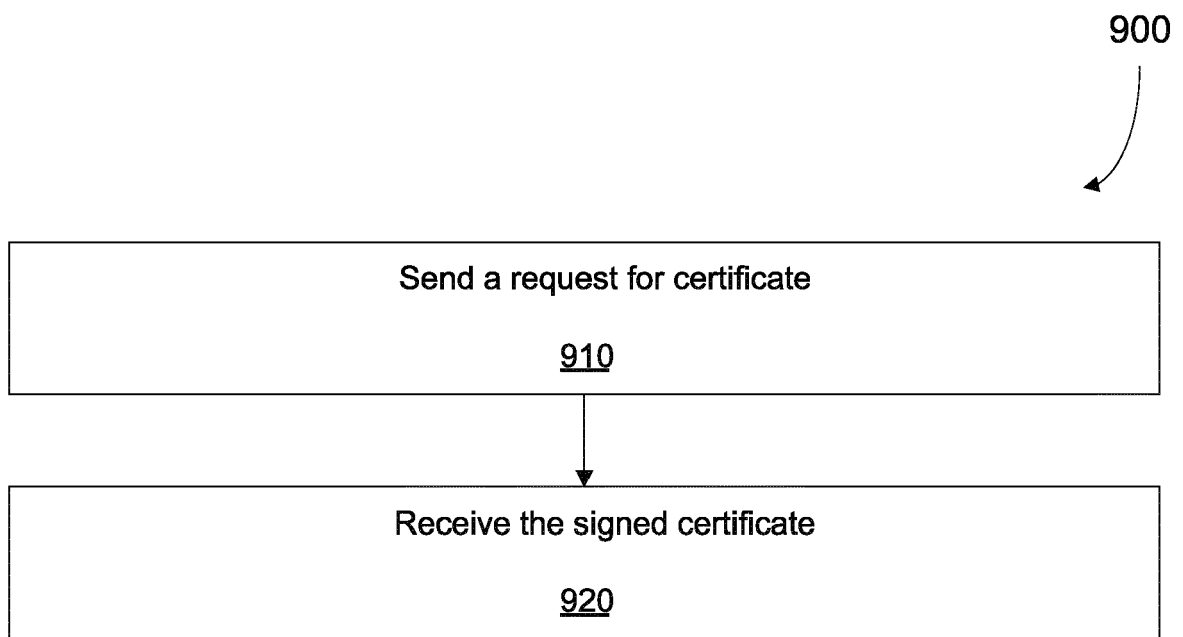 900
Send a request for certificate
910
Receive the signed certificate
920